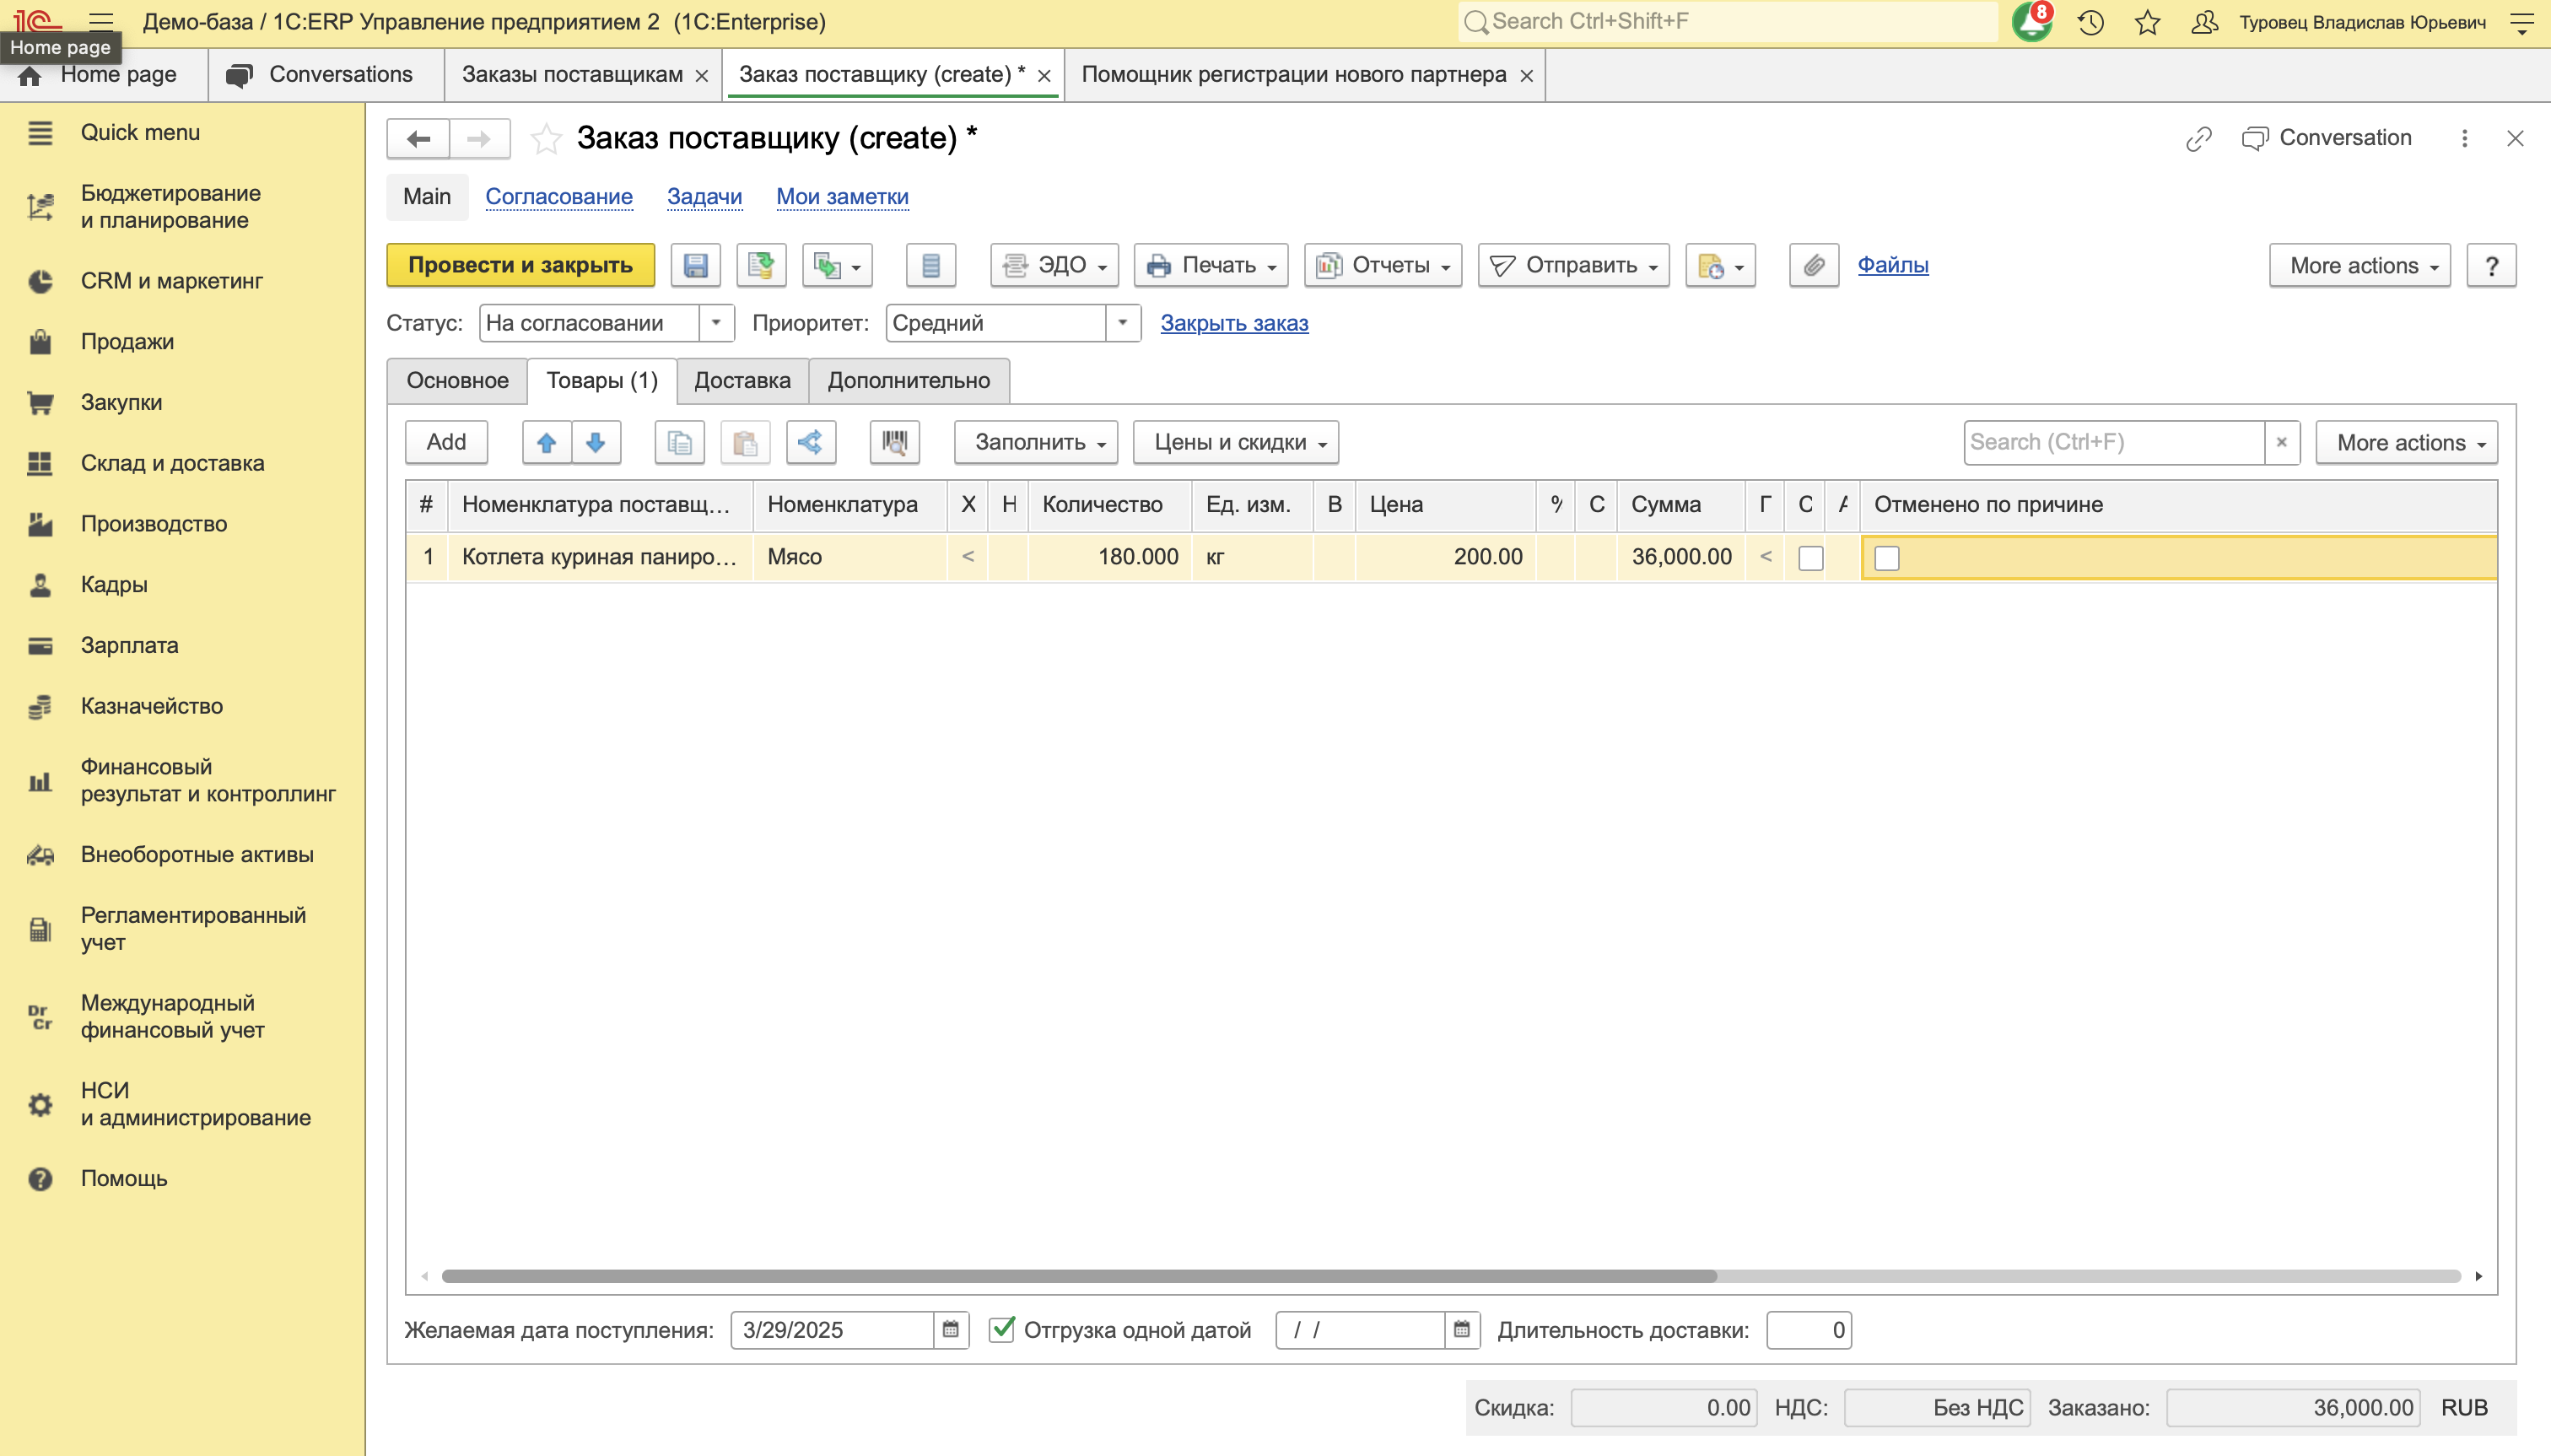 Демо-база / 1С:ERP Управление предприятием 2 (1C:Enterprise)
Search Ctrl+Shift+F
8
Туровец Владислав Юрьевич
Home page
Home page
Conversations
Заказы поставщикам
Заказ поставщику (create) *
Помощник регистрации нового партнера
Quick menu
Бюджетирование
и планирование
CRM и маркетинг
Продажи
Закупки
Склад и доставка
Производство
Кадры
Зарплата
Казначейство
Финансовый
результат и контроллинг
Внеоборотные активы
Регламентированный
учет
Dr
Cr
Международный
финансовый учет
НСИ
и администрирование
Помощь
Заказ поставщику (create) *
Conversation
Main
Согласование
Задачи
Мои заметки
Провести и закрыть
ЭДО
Печать
Отчеты
Отправить
Файлы
More actions
?
Статус:
На согласовании
Приоритет:
Средний
Закрыть заказ
Основное
Товары (1)
Доставка
Дополнительно
Add
Заполнить
Цены и скидки
Search (Ctrl+F)
×
More actions
# Номенклатура поставщ... Номенклатура Х Н Количество Ед. изм. В Цена % С Сумма Г О Отменено по причине
1 Котлета куриная паниро... Мясо < 180.000 кг 200.00 36,000.00 <
Желаемая дата поступления: 3/29/2025 Отгрузка одной датой / / Длительность доставки: 0
Скидка: 0.00 НДС: Без НДС Заказано: 36,000.00 RUB